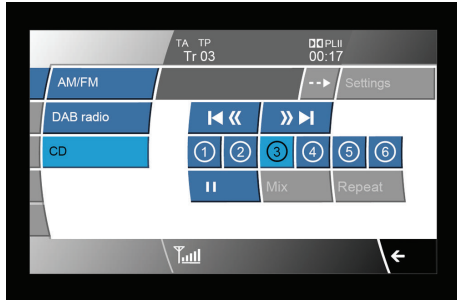 TA TP PLII
Tr 03 00:17
AM/FM Settings
DAB radio
CD 1 2 3 4 5 6
Mix Repeat